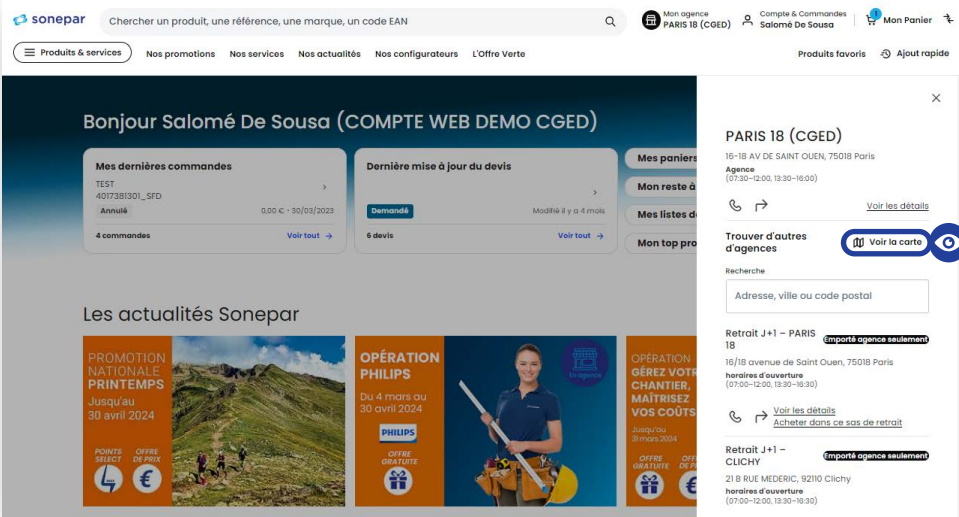 sonepar
Chercher un produit, une référence, une marque, un code EAN
Mon agence
PARIS 18 (CGED)
Compte & Commandes
Salomé De Sousa
1
Mon Panier
Produits & services
Nos promotions
Nos services
Nos actualités
Nos configurateurs
L'Offre Verte
Produits favoris
Ajout rapide
Bonjour Salomé De Sousa (COMPTE WEB DEMO CGED)
Mes dernières commandes
TEST
4017381301_SFD
Annulé
0,00 € - 30/03/2023
4 commandes
Voir tout →
Dernière mise à jour du devis
Demandé
Modifié il y a 4 mois
6 devis
Voir tout →
Mes paniers
Mon reste à
Mes listes d
Mon top pro
Les actualités Sonepar
PROMOTION
NATIONALE
PRINTEMPS
Jusqu'au
30 avril 2024
POINTS SELECT
OFFRE DE PRIX
€
OPÉRATION
PHILIPS
Du 4 mars au
30 avril 2024
PHILIPS
OFFRE
GRATUITE
En agence
OPÉRATION
GÉREZ VOTR
CHANTIER,
MAÎTRISEZ
VOS COÛTS
Jusqu'au
31 mars 2024
OFFRE GRATUITE
OFFRE DE P
PARIS 18 (CGED)
16-18 AV DE SAINT OUEN, 75018 Paris
Agence
(07:30–12:00, 13:30–16:00)
Voir les détails
Trouver d'autres
d'agences
Voir la carte
Recherche
Adresse, ville ou code postal
Retrait J+1 – PARIS
18
Emporté agence seulement
16/18 avenue de Saint Ouen, 75018 Paris
horaires d'ouverture
(07:00–12:00, 13:30–16:30)
Voir les détails
Acheter dans ce sas de retrait
Retrait J+1 –
CLICHY
Emporté agence seulement
21 B RUE MEDERIC, 92110 Clichy
horaires d'ouverture
(07:00–12:00, 13:30–16:30)